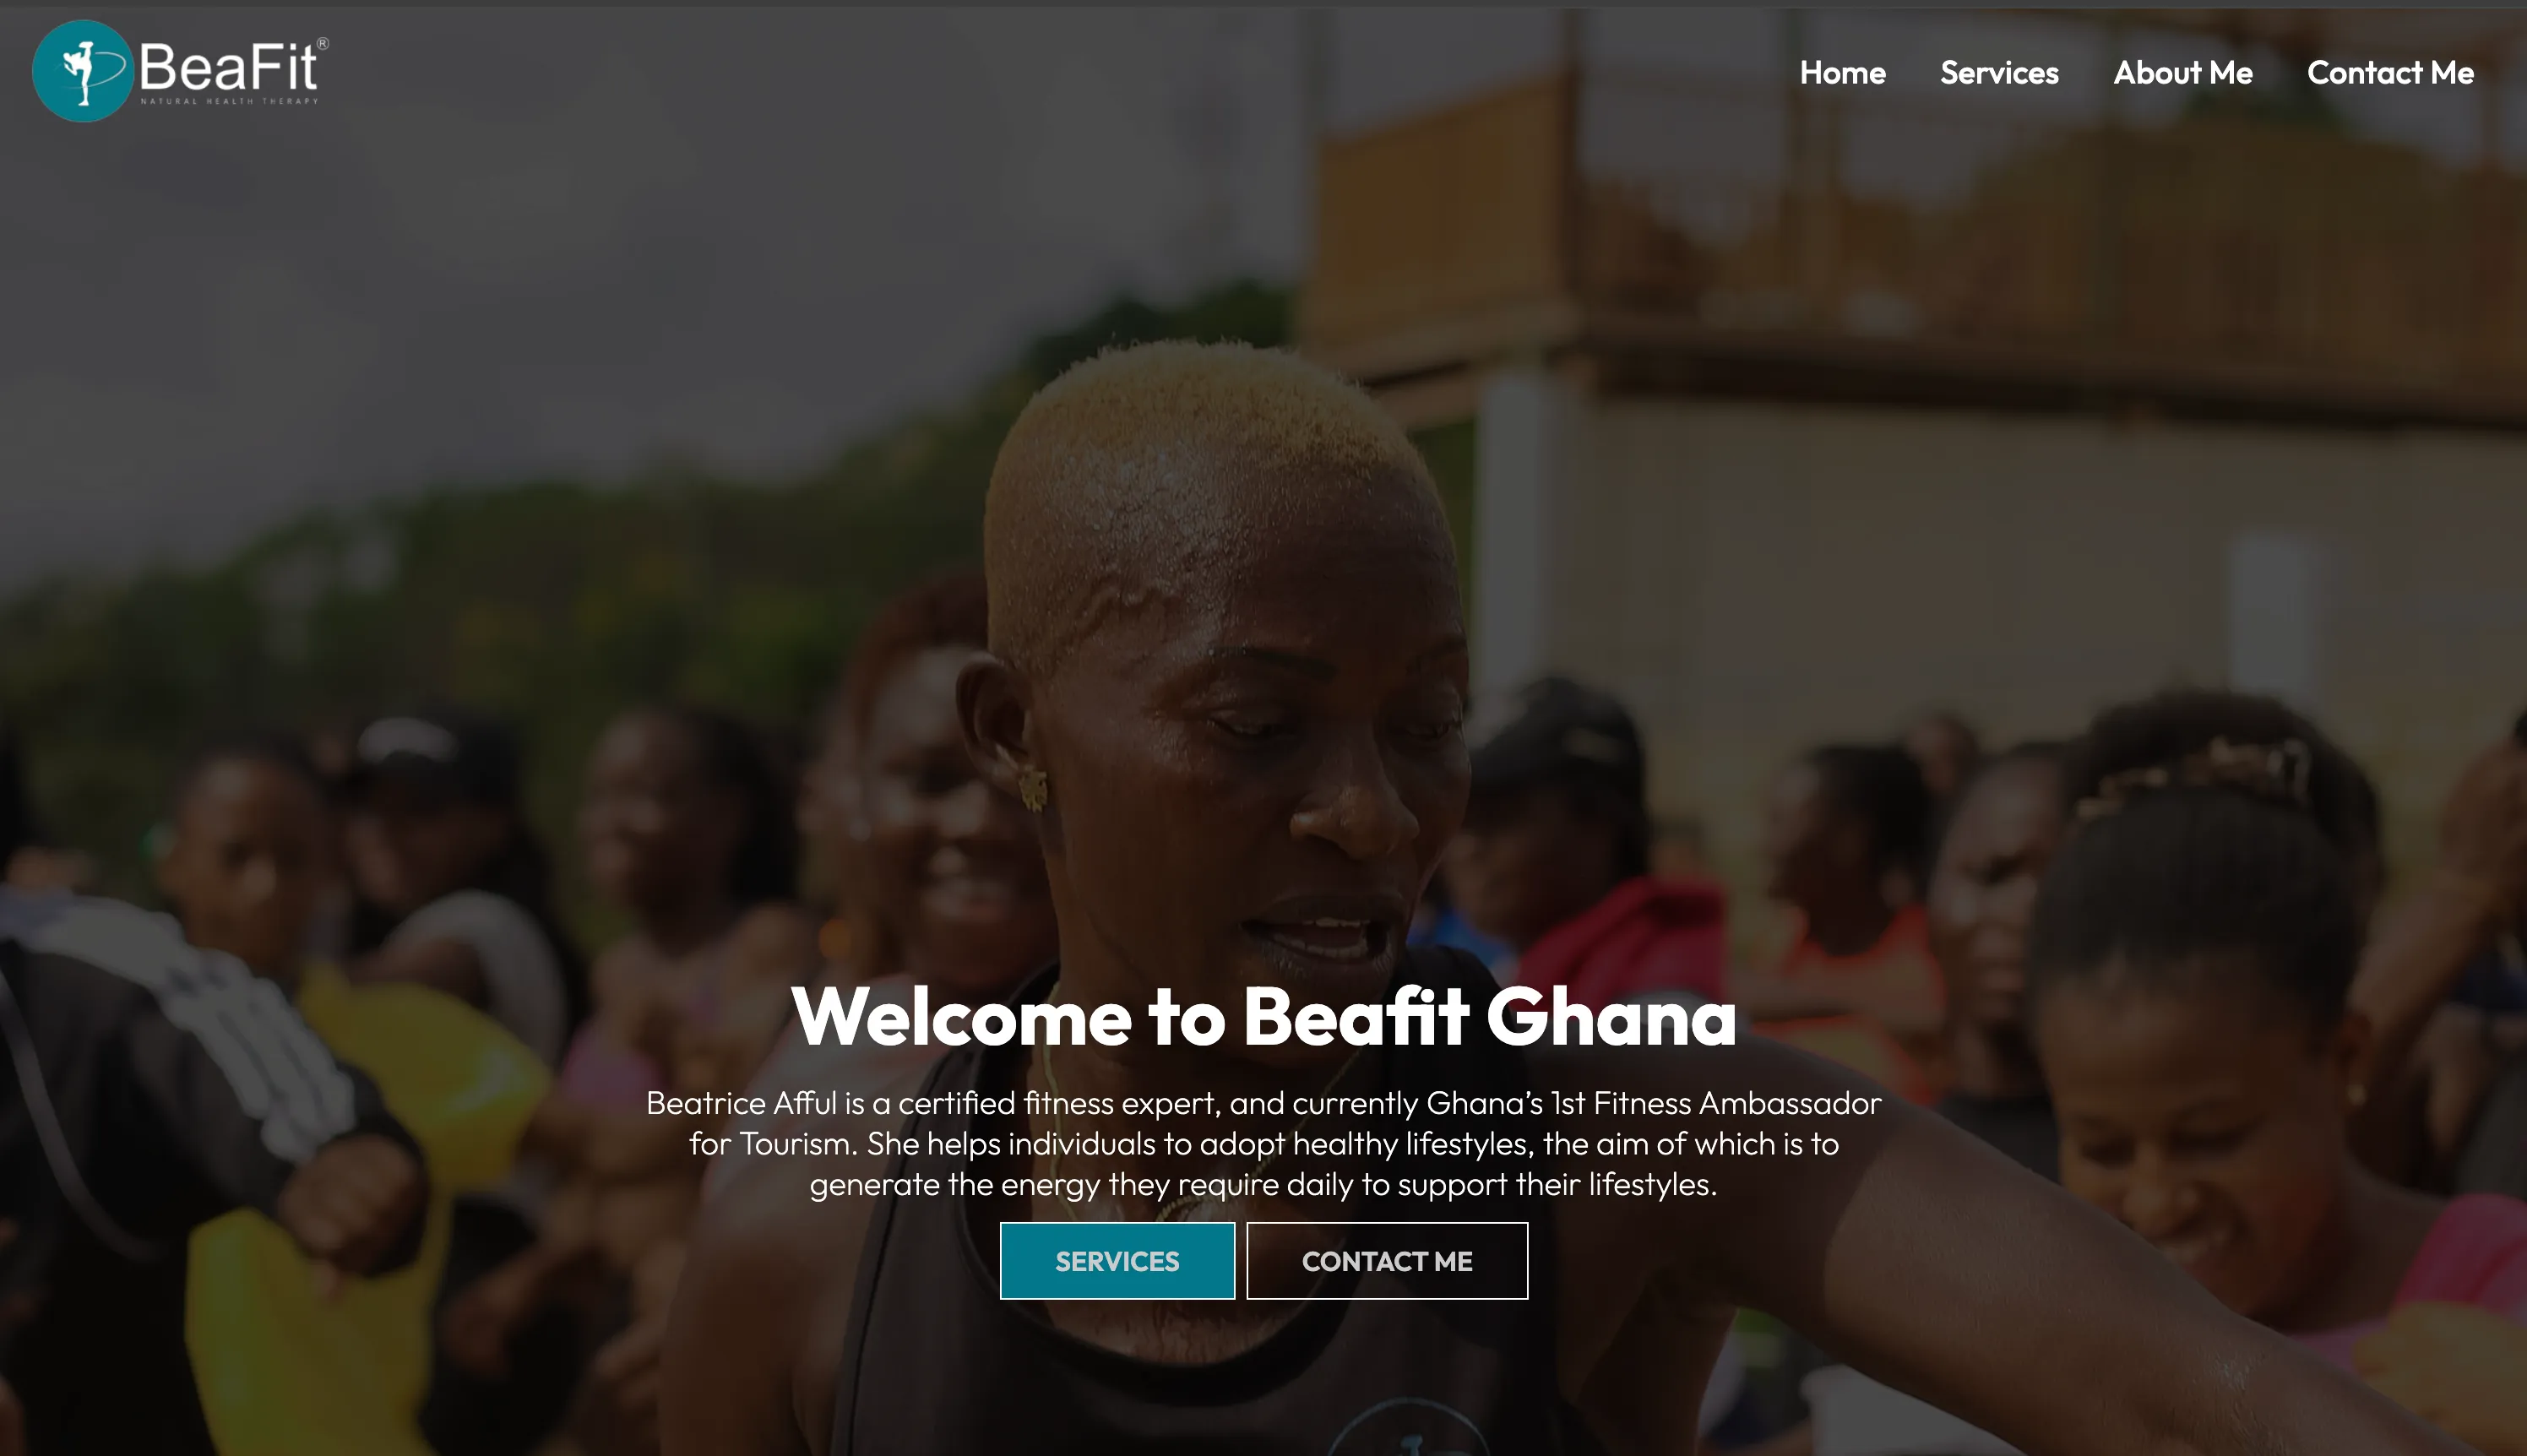 BeaFit®
NATURAL HEALTH THERAPY
Home
Services
About Me
Contact Me
Welcome to Beafit Ghana
Beatrice Afful is a certified fitness expert, and currently Ghana’s 1st Fitness Ambassador
for Tourism. She helps individuals to adopt healthy lifestyles, the aim of which is to
generate the energy they require daily to support their lifestyles.
SERVICES
CONTACT ME